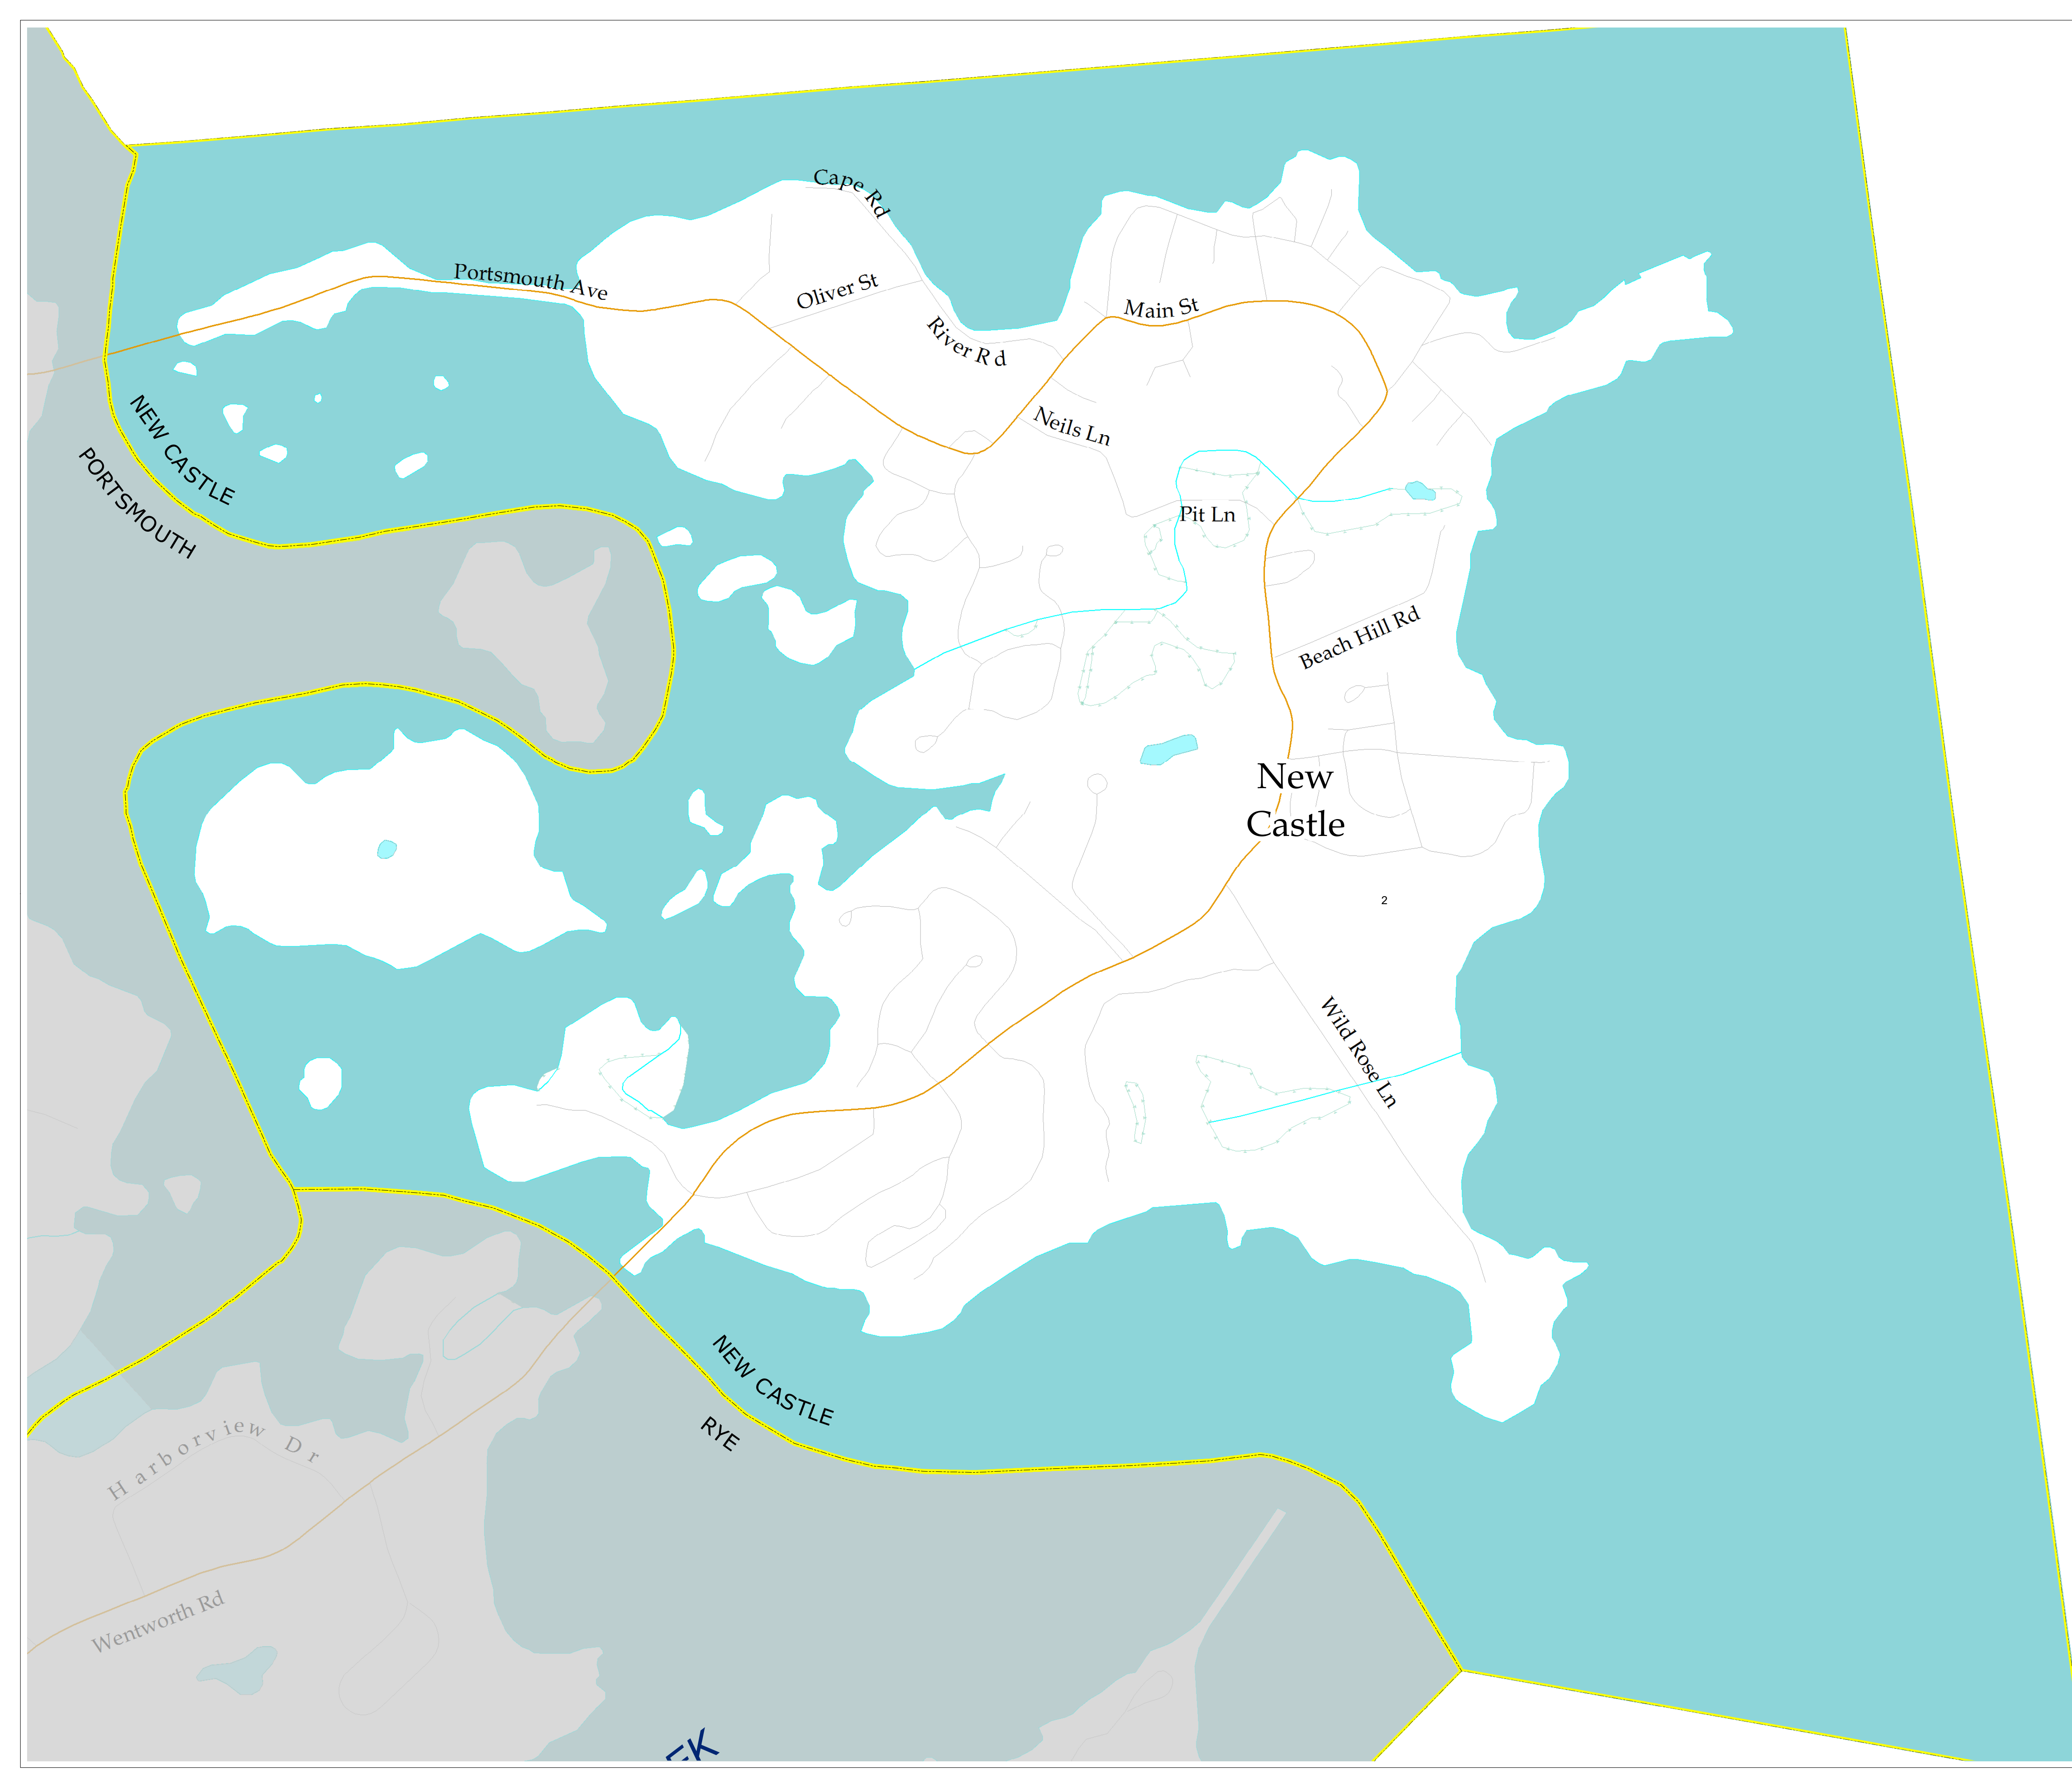 Cape Rd
Portsmouth Ave
Oliver St
Main St
River Rd
NEW CASTLE
PORTSMOUTH
Neils Ln
Pit Ln
Beach Hill Rd
New
Castle
2
Wild Rose Ln
NEW CASTLE
RYE
Harborview Dr
Wentworth Rd